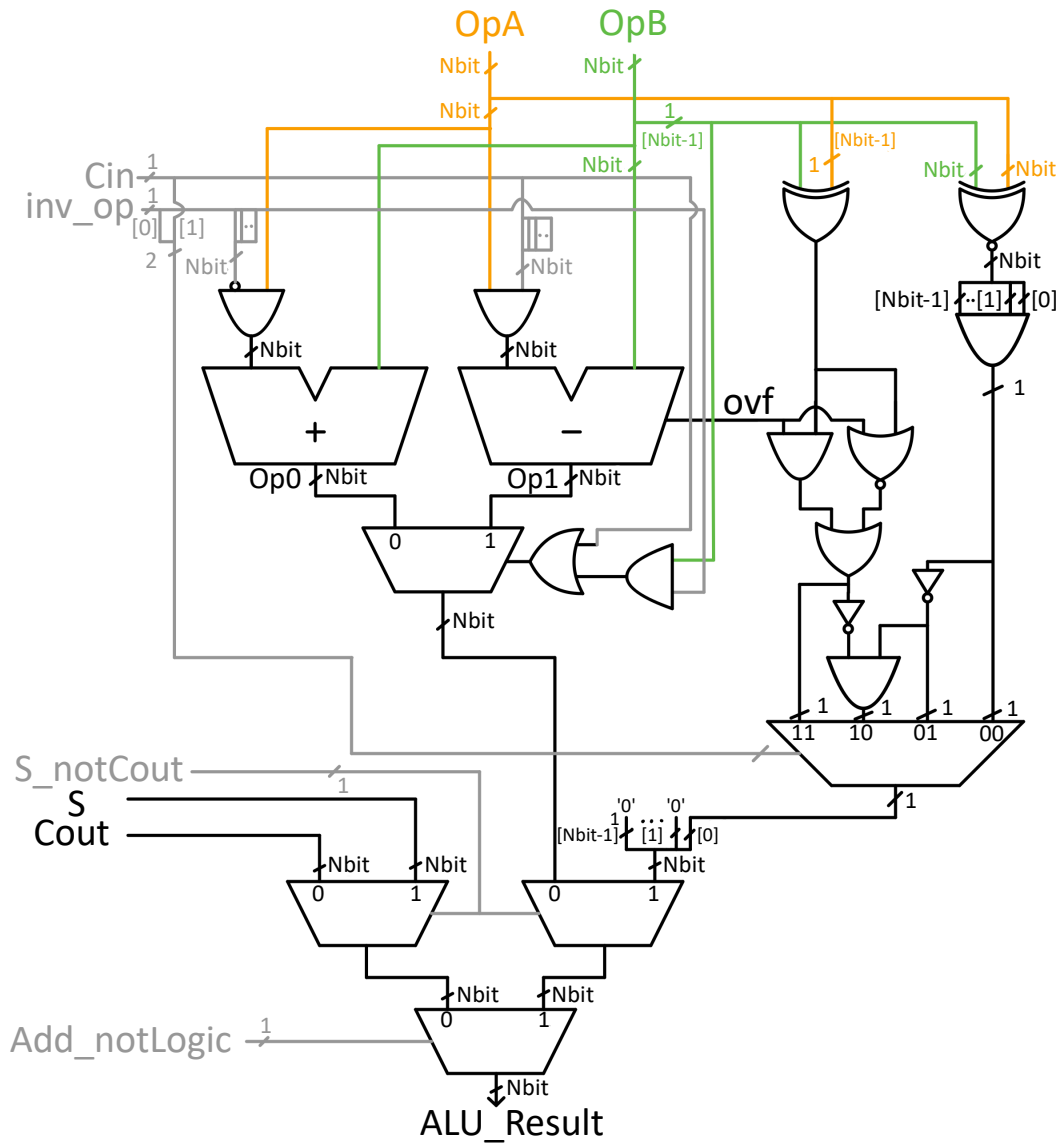 OpA OpB
Nbit Nbit
Nbit 1
[Nbit-1] [Nbit-1]
Nbit 1 Nbit Nbit
Cin 1
inv_op 1
[0] [1] ..
2 Nbit .. Nbit
Nbit ..[1] [0]
[Nbit-1]
Nbit Nbit
1
+ − ovf
Op0 Nbit Op1 Nbit
0 1
Nbit
1 1 1 1
11 10 01 00
S_notCout 1
S
Cout
1
'0' ... '0'
1
[Nbit-1] [1] [0]
Nbit Nbit Nbit
0 1 0 1
Nbit Nbit
0 1
Add_notLogic 1
Nbit
ALU_Result